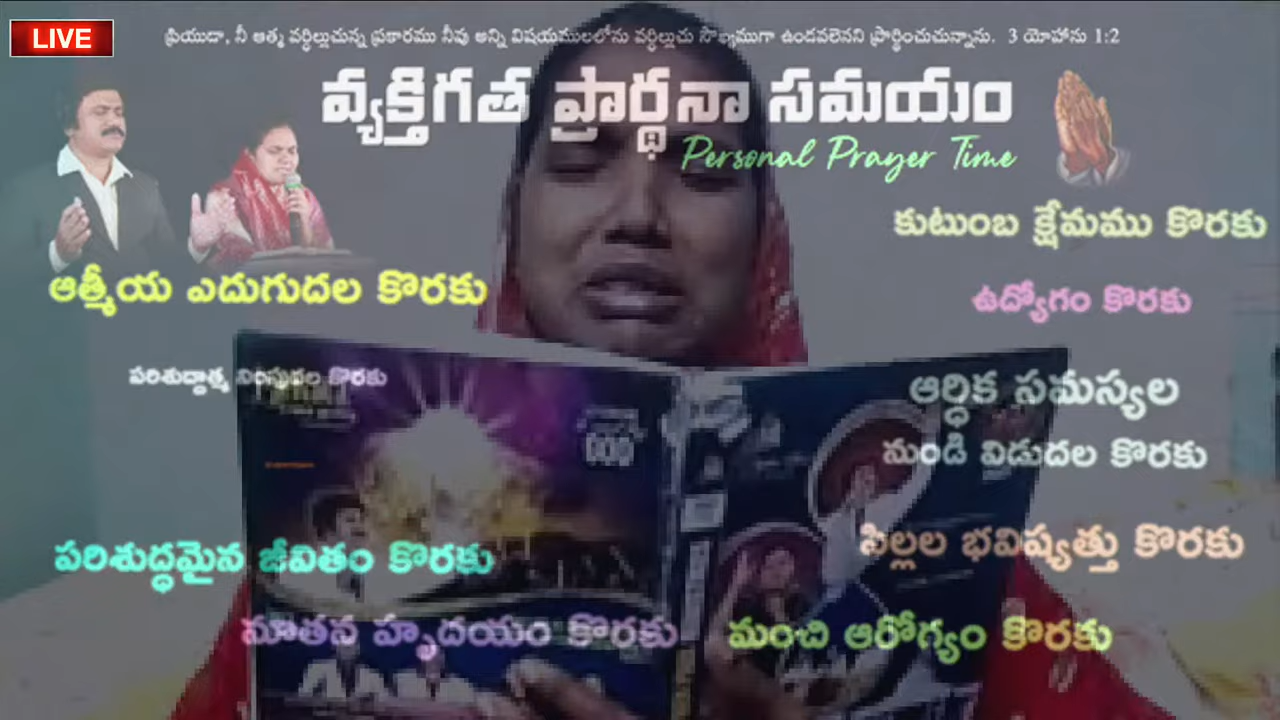 LIVE
ప్రియుడా, నీ ఆత్మ వర్ధిల్లుచున్న ప్రకారము నీవు అన్ని విషయములలోను వర్ధిల్లుచు సౌఖ్యముగా ఉండవలెనని ప్రార్థించుచున్నాను. 3 యోహాను 1:2
వ్యక్తిగత ప్రార్థనా సమయం
Personal Prayer Time
కుటుంబ క్షేమము కొరకు
ఆత్మీయ ఎదుగుదల కొరకు
ఉద్యోగం కొరకు
పరిశుద్ధాత్మ కొరకు
ఆర్ధిక సమస్యల
నుండి విడుదల కొరకు
GOD
పరిశుద్ధమైన జీవితం కొరకు
పిల్లల భవిష్యత్తు కొరకు
నూతన హృదయం కొరకు
మంచి ఆరోగ్యం కొరకు